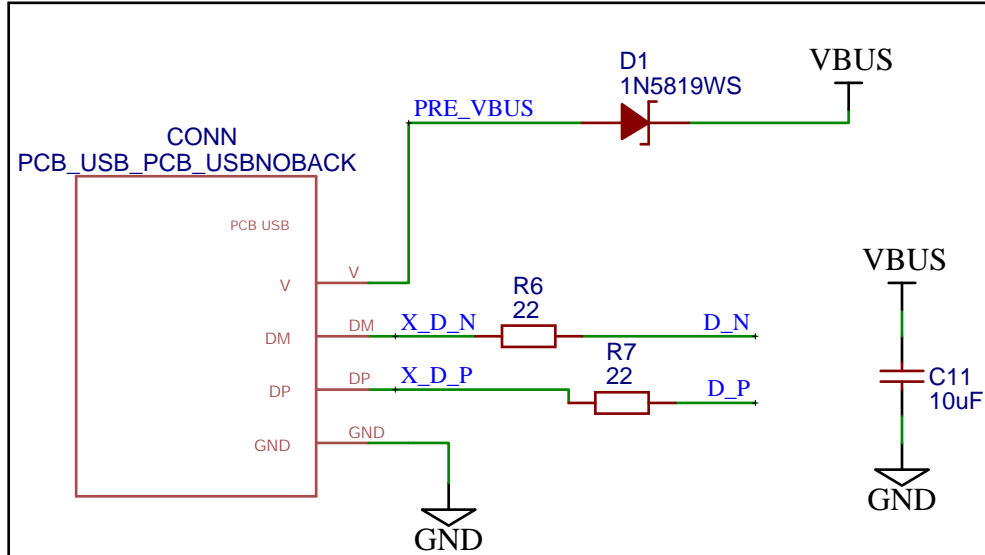 D1
1N5819WS
VBUS
PRE_VBUS
CONN
PCB_USB_PCB_USBNOBACK
PCB USB
V
V
VBUS
R6
22
DM
DM
X_D_N
D_N
R7
22
DP
DP
X_D_P
D_P
C11
10uF
GND
GND
GND
GND